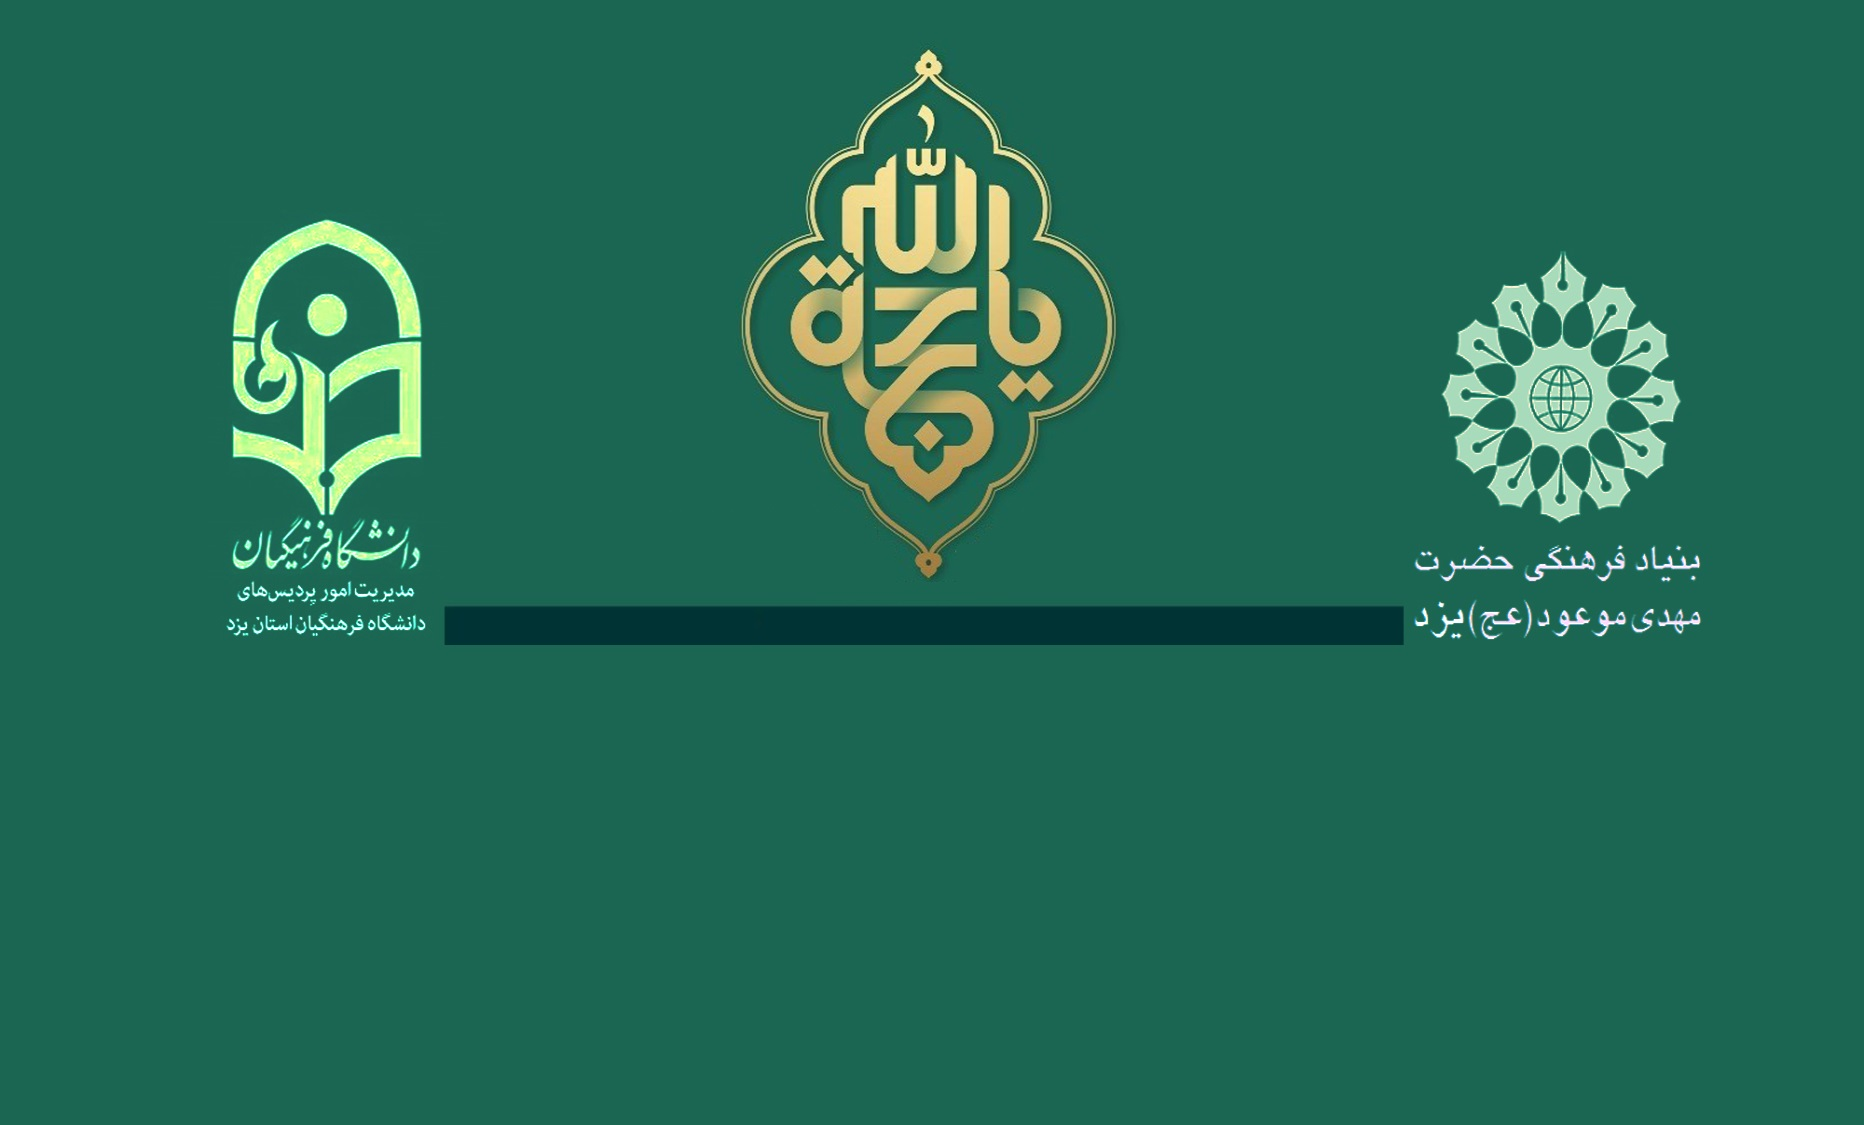 یا حجة الله
بنیاد فرهنگی حضرت
مهدی موعود(عج)یزد
دانشگاه فرهنگیان
مدیریت امور پردیس‌های
دانشگاه فرهنگیان استان یزد